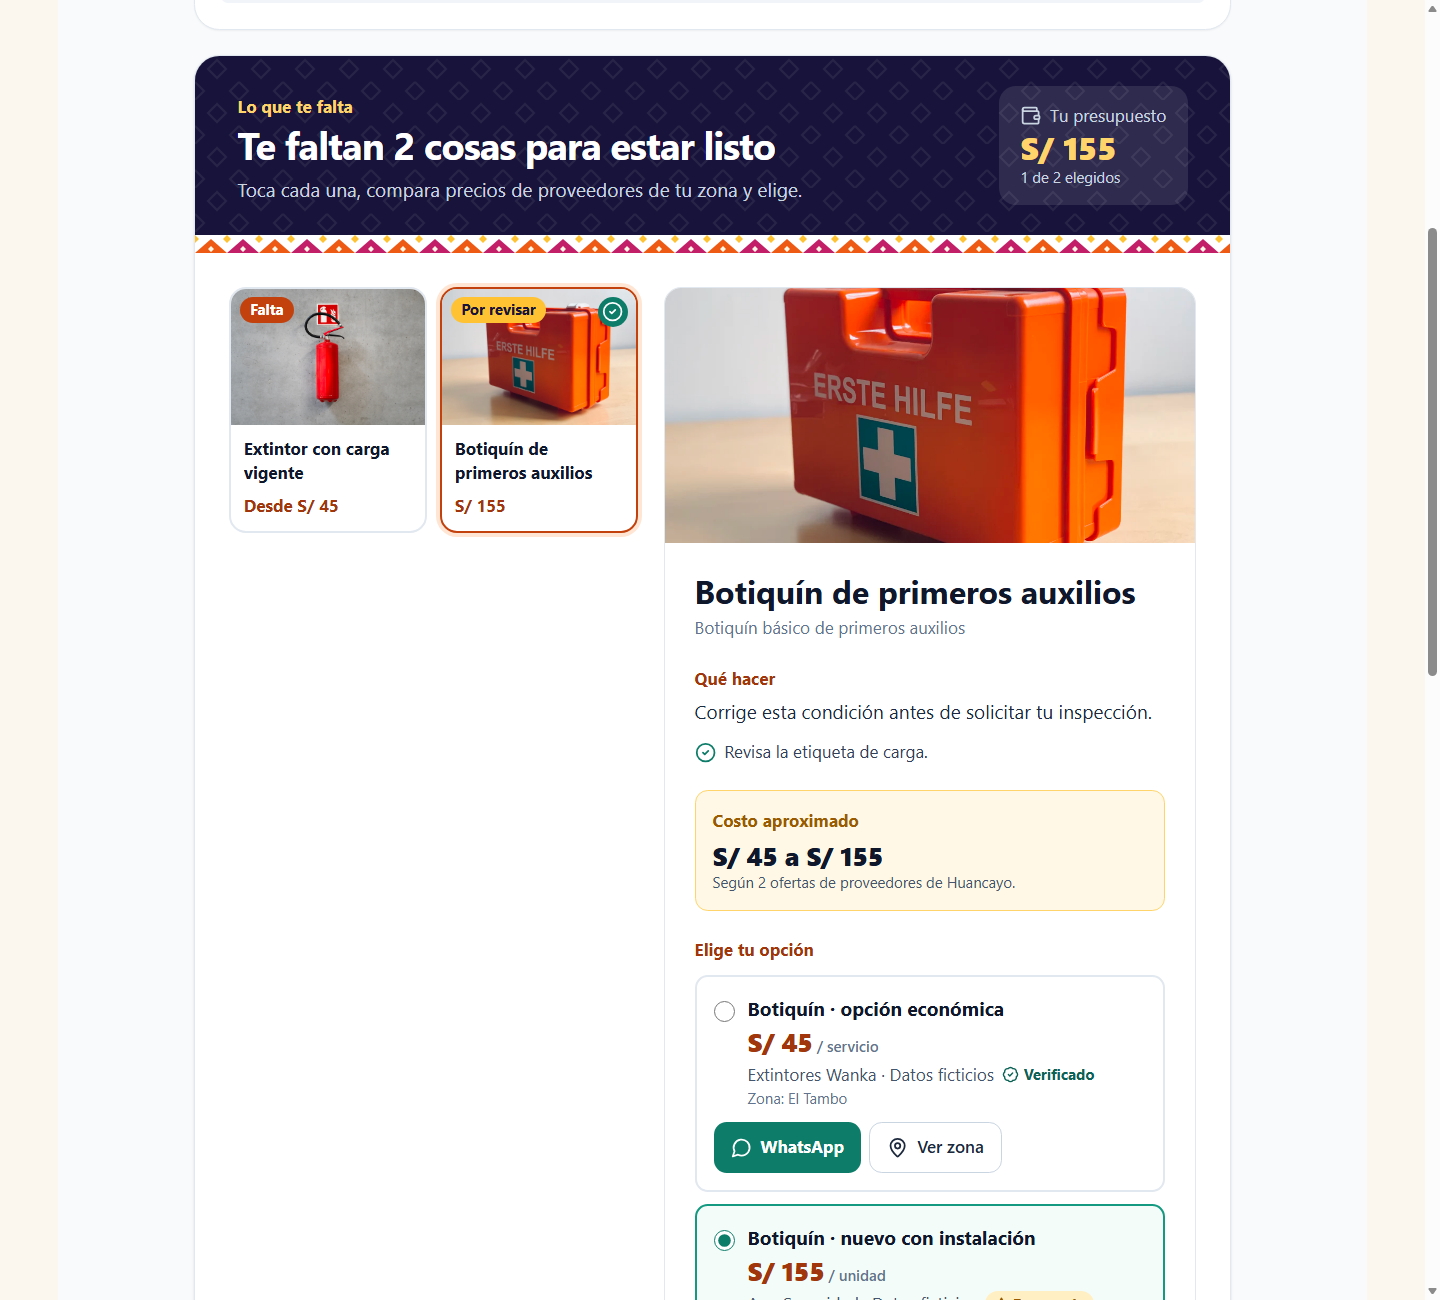 Lo que te falta
Te faltan 2 cosas para estar listo
Toca cada una, compara precios de proveedores de tu zona y elige.
Tu presupuesto
S/ 155
1 de 2 elegidos
Falta
Extintor con carga
vigente
Desde S/ 45
Por revisar
ERSTE HILFE
Botiquín de
primeros auxilios
S/ 155
ERSTE HILFE
Botiquín de primeros auxilios
Botiquín básico de primeros auxilios
Qué hacer
Corrige esta condición antes de solicitar tu inspección.
Revisa la etiqueta de carga.
Costo aproximado
S/ 45 a S/ 155
Según 2 ofertas de proveedores de Huancayo.
Elige tu opción
Botiquín · opción económica
S/ 45 / servicio
Extintores Wanka · Datos ficticios Verificado
Zona: El Tambo
WhatsApp
Ver zona
Botiquín · nuevo con instalación
S/ 155 / unidad